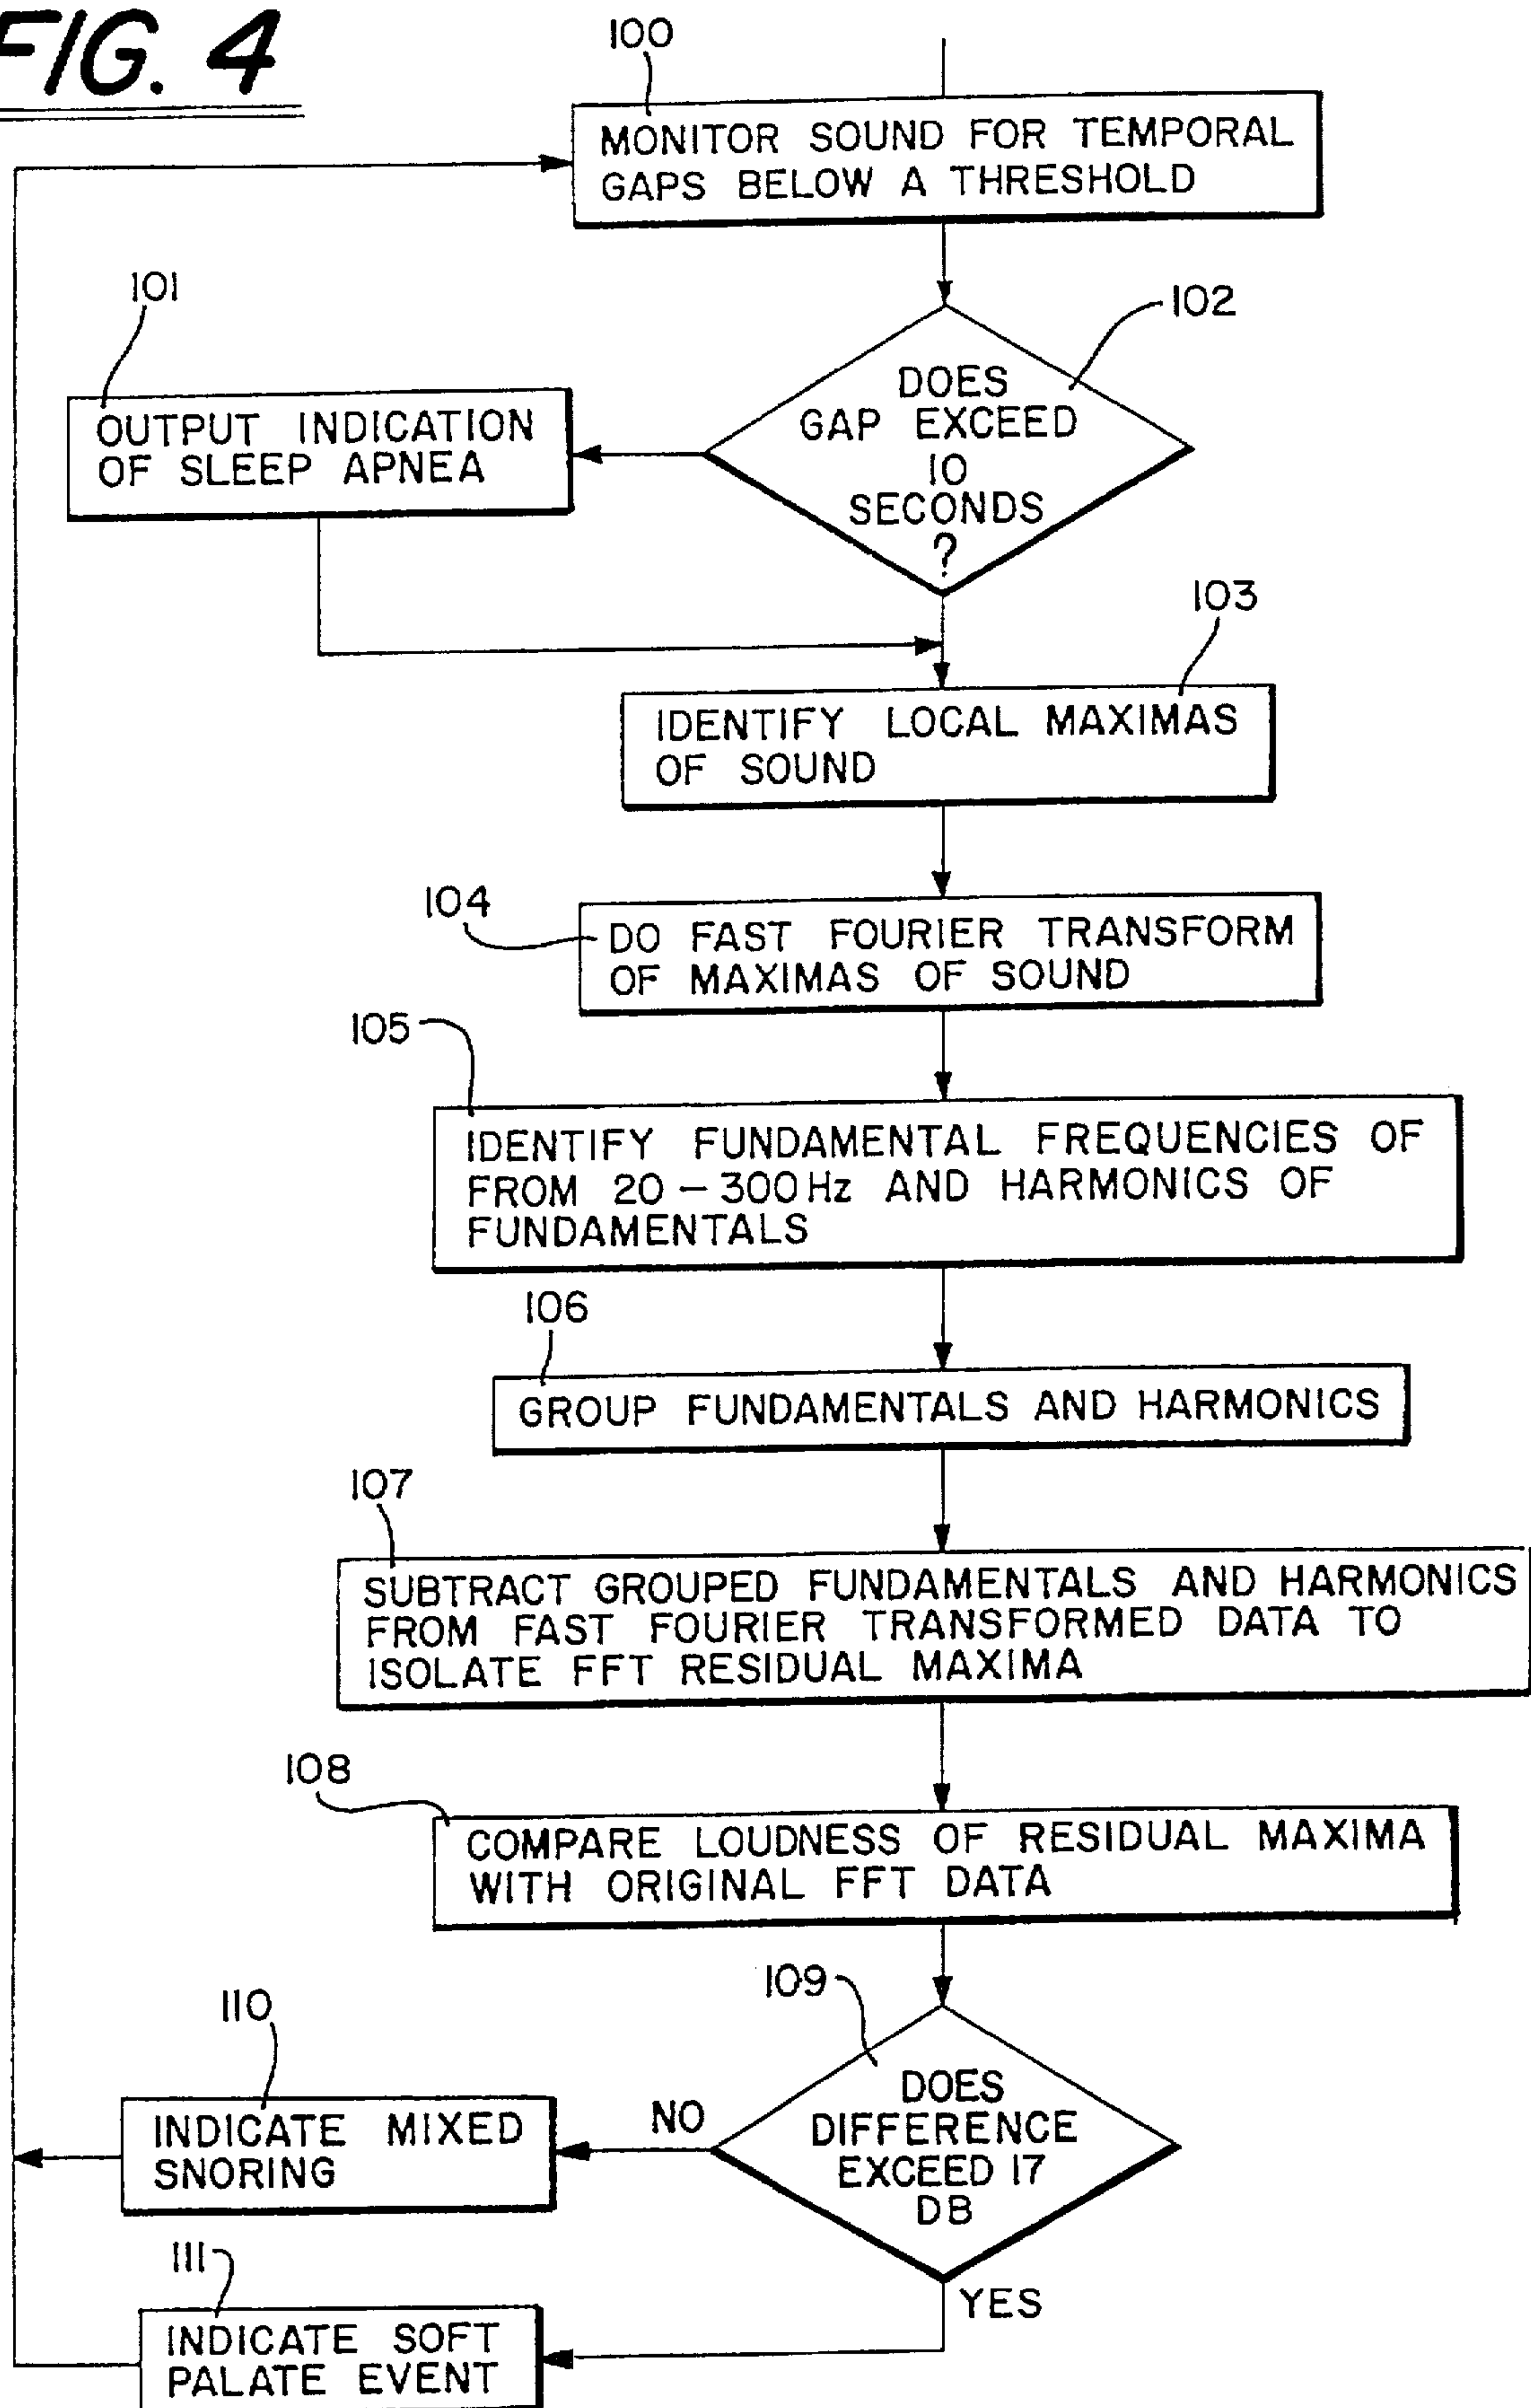 FIG. 4
100
MONITOR SOUND FOR TEMPORAL
GAPS BELOW A THRESHOLD
101
OUTPUT INDICATION
OF SLEEP APNEA
102
DOES
GAP EXCEED
10
SECONDS
?
103
IDENTIFY LOCAL MAXIMAS
OF SOUND
104
DO FAST FOURIER TRANSFORM
OF MAXIMAS OF SOUND
105
IDENTIFY FUNDAMENTAL FREQUENCIES OF
FROM 20-300Hz AND HARMONICS OF
FUNDAMENTALS
106
GROUP FUNDAMENTALS AND HARMONICS
107
SUBTRACT GROUPED FUNDAMENTALS AND HARMONICS
FROM FAST FOURIER TRANSFORMED DATA TO
ISOLATE FFT RESIDUAL MAXIMA
108
COMPARE LOUDNESS OF RESIDUAL MAXIMA
WITH ORIGINAL FFT DATA
109
DOES
DIFFERENCE
EXCEED 17
DB
NO
110
INDICATE MIXED
SNORING
YES
111
INDICATE SOFT
PALATE EVENT